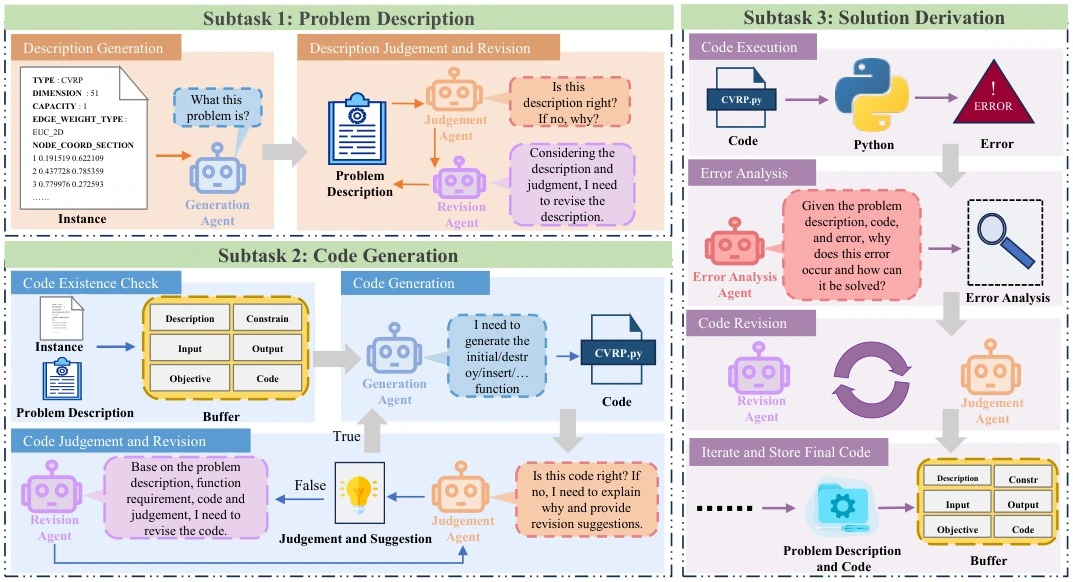 Subtask 1: Problem Description
Description Generation
TYPE : CVRP
DIMENSION : 51
CAPACITY : 1
EDGE_WEIGHT_TYPE :
EUC_2D
NODE_COORD_SECTION
1 0.191519 0.622109
2 0.437728 0.785359
3 0.779976 0.272593
......
Instance
What this
problem is?
Generation
Agent
Description Judgement and Revision
Problem
Description
Judgement
Agent
Is this
description right?
If no, why?
Revision
Agent
Considering the
description and
judgment, I need
to revise the
description.
Subtask 2: Code Generation
Code Existence Check
Instance
Problem Description
Description
Constrain
Input
Output
Objective
Code
Buffer
Code Generation
Generation
Agent
I need to
generate the
initial/destr
oy/insert/…
function
CVRP.py
Code
True
Code Judgement and Revision
Revision
Agent
Base on the problem
description, function
requirement, code and
judgement, I need to
revise the code.
False
Judgement and Suggestion
Judgement
Agent
Is this code right? If
no, I need to explain
why and provide
revision suggestions.
Subtask 3: Solution Derivation
Code Execution
CVRP.py
Code
Python
!
ERROR
Error
Error Analysis
Error Analysis
Agent
Given the problem
description, code,
and error, why
does this error
occur and how can
it be solved?
Error Analysis
Code Revision
Revision
Agent
Judgement
Agent
Iterate and Store Final Code
Problem Description
and Code
Description
Constr
Input
Output
Objective
Code
Buffer